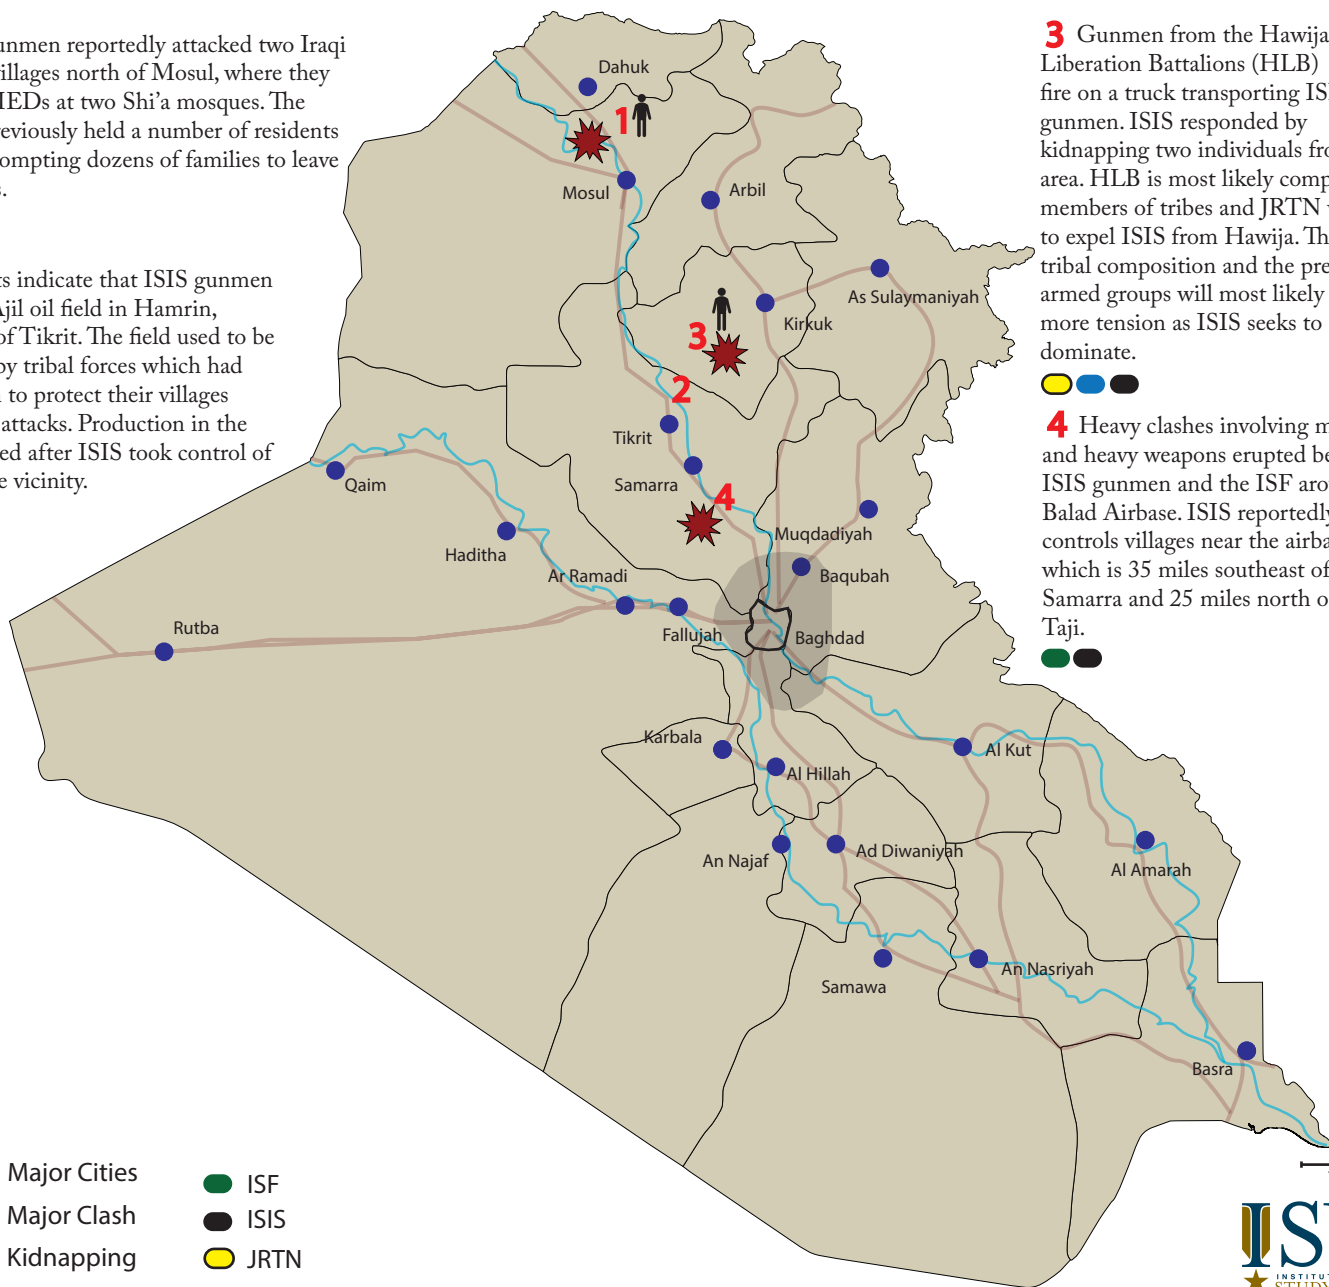 unmen reportedly attacked two Iraqi
villages north of Mosul, where they
IEDs at two Shi’a mosques. The
reviously held a number of residents
ompting dozens of families to leave
s.
ts indicate that ISIS gunmen
Ajil oil field in Hamrin,
of Tikrit. The field used to be
by tribal forces which had
n to protect their villages
attacks. Production in the
ed after ISIS took control of
e vicinity.
3 Gunmen from the Hawija
Liberation Battalions (HLB)
fire on a truck transporting ISI
gunmen. ISIS responded by
kidnapping two individuals fro
area. HLB is most likely comp
members of tribes and JRTN
to expel ISIS from Hawija. Th
tribal composition and the pre
armed groups will most likely
more tension as ISIS seeks to
dominate.
4 Heavy clashes involving m
and heavy weapons erupted be
ISIS gunmen and the ISF aro
Balad Airbase. ISIS reportedly
controls villages near the airba
which is 35 miles southeast of
Samarra and 25 miles north o
Taji.
Dahuk
1
Mosul
Arbil
As Sulaymaniyah
Kirkuk
3
2
Tikrit
Samarra
4
Qaim
Haditha
Muqdadiyah
Ar Ramadi
Baqubah
Rutba
Fallujah
Baghdad
Karbala
Al Kut
Al Hillah
An Najaf
Ad Diwaniyah
Al Amarah
Samawa
An Nasriyah
Basra
Major Cities
Major Clash
Kidnapping
ISF
ISIS
JRTN
IS
INSTITUT
STUDY